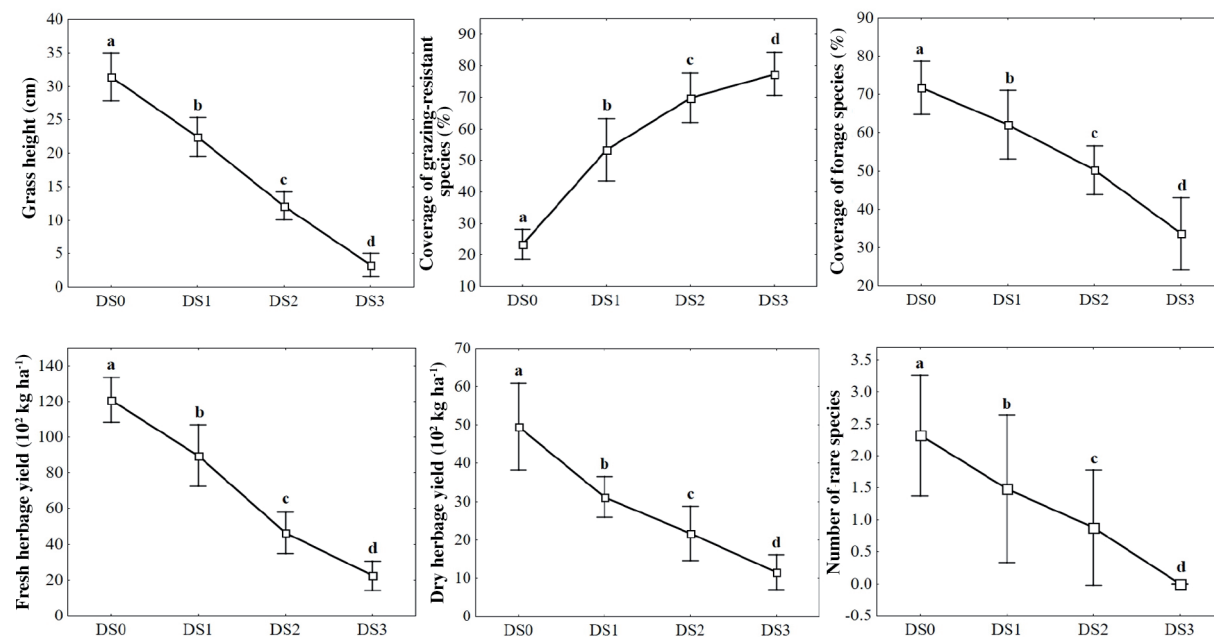 Grass height (cm)
40
35
30
25
20
15
10
5
0
a
b
c
d
DS0 DS1 DS2 DS3
Coverage of grazing-resistant
species (%)
90
80
70
60
50
40
30
20
10
a
b
c
d
DS0 DS1 DS2 DS3
Coverage of forage species (%)
90
80
70
60
50
40
30
20
a
b
c
d
DS0 DS1 DS2 DS3
Fresh herbage yield (10² kg ha⁻¹)
140
120
100
80
60
40
20
0
a
b
c
d
DS0 DS1 DS2 DS3
Dry herbage yield (10² kg ha⁻¹)
70
60
50
40
30
20
10
0
a
b
c
d
DS0 DS1 DS2 DS3
Number of rare species
3.5
3.0
2.5
2.0
1.5
1.0
0.5
0.0
-0.5
a
b
c
d
DS0 DS1 DS2 DS3